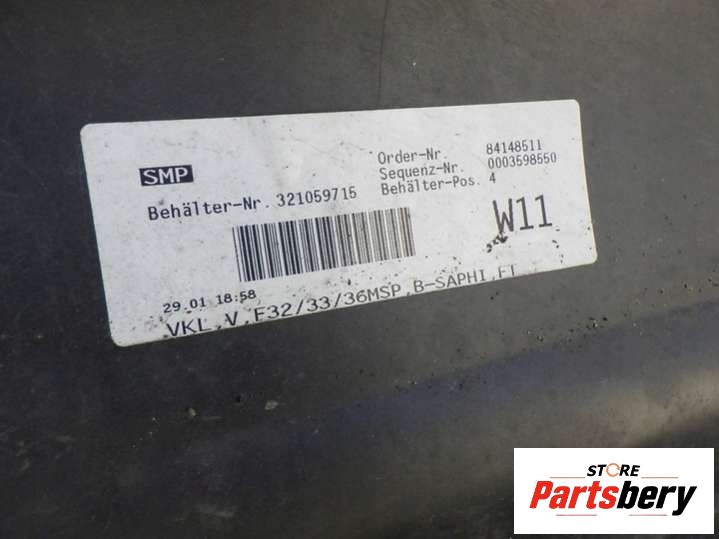 SMP
Order-Nr. 84148511
Sequenz-Nr. 0003598550
Behälter-Nr. 321059715
Behälter-Pos. 4
W11
29.01 18:58
VKL.V.F32/33/36MSP B-SAPHI FT
STORE
Partsbery